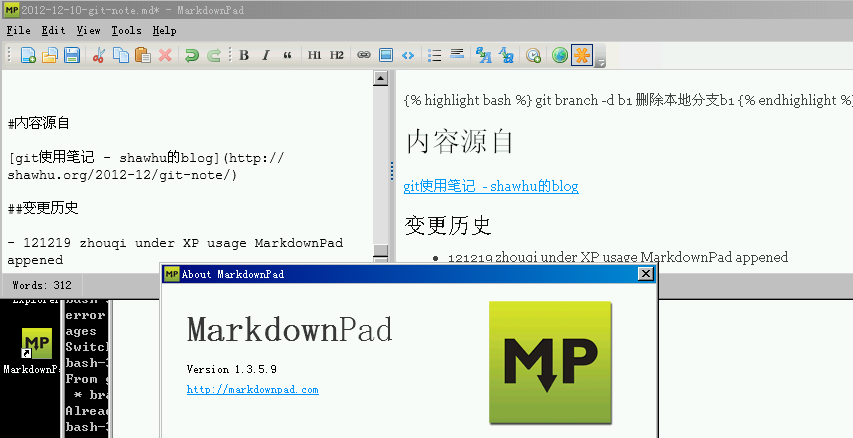 2012-12-10-git-note.md* - MarkdownPad
File Edit View Tools Help
B I “ H1 H2
#内容源自
[git使用笔记 - shawhu的blog](http://
shawhu.org/2012-12/git-note/)
##变更历史
- 121219 zhouqi under XP usage MarkdownPad
appened
{% highlight bash %} git branch -d b1 删除本地分支b1 {% endhighlight %}
内容源自
git使用笔记 - shawhu的blog
变更历史
• 121219 zhouqi under XP usage MarkdownPad appened
Words: 312
MP About MarkdownPad
MarkdownPad
Version 1.3.5.9
http://markdownpad.com
MP
Explorer
MP
MarkdownPa
error
ages
Switc
bash-3
From g
* bra
Alread
bash-3